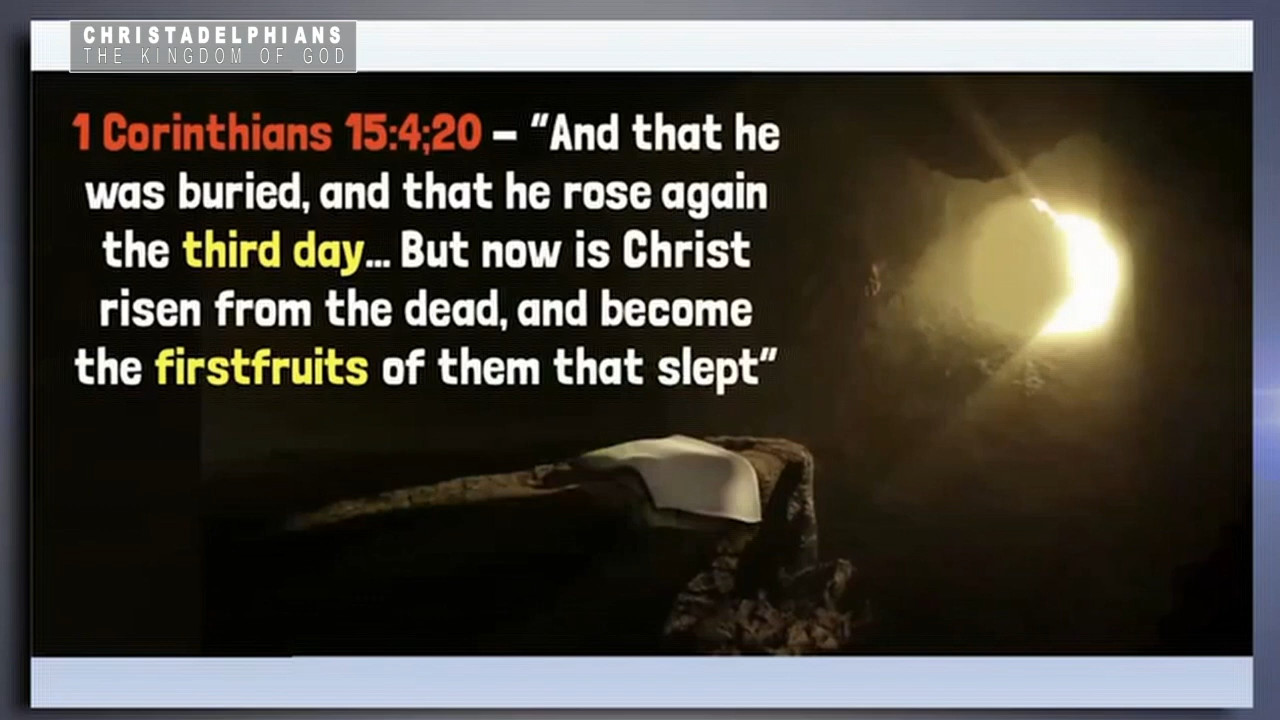 CHRISTADELPHIANS
THE KINGDOM OF GOD
1 Corinthians 15:4;20 – “And that he
was buried, and that he rose again
the third day... But now is Christ
risen from the dead, and become
the firstfruits of them that slept”